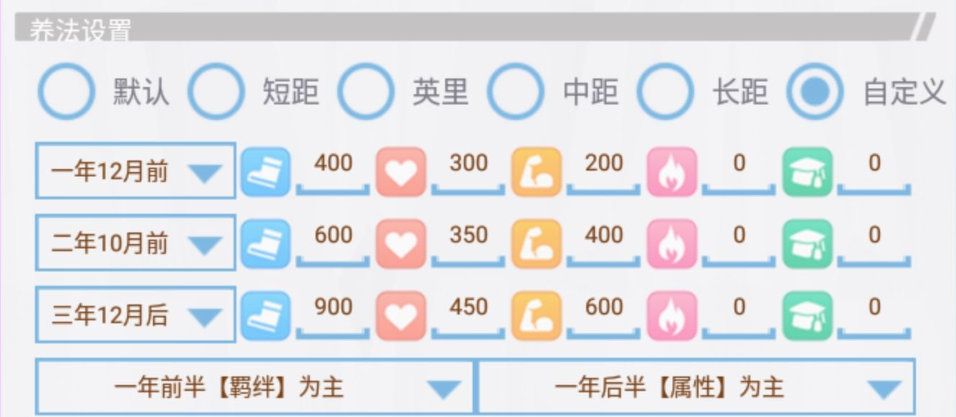 养法设置
默认 短距 英里 中距 长距 自定义
一年12月前 400 300 200 0 0
二年10月前 600 350 400 0 0
三年12月后 900 450 600 0 0
一年前半【羁绊】为主 一年后半【属性】为主